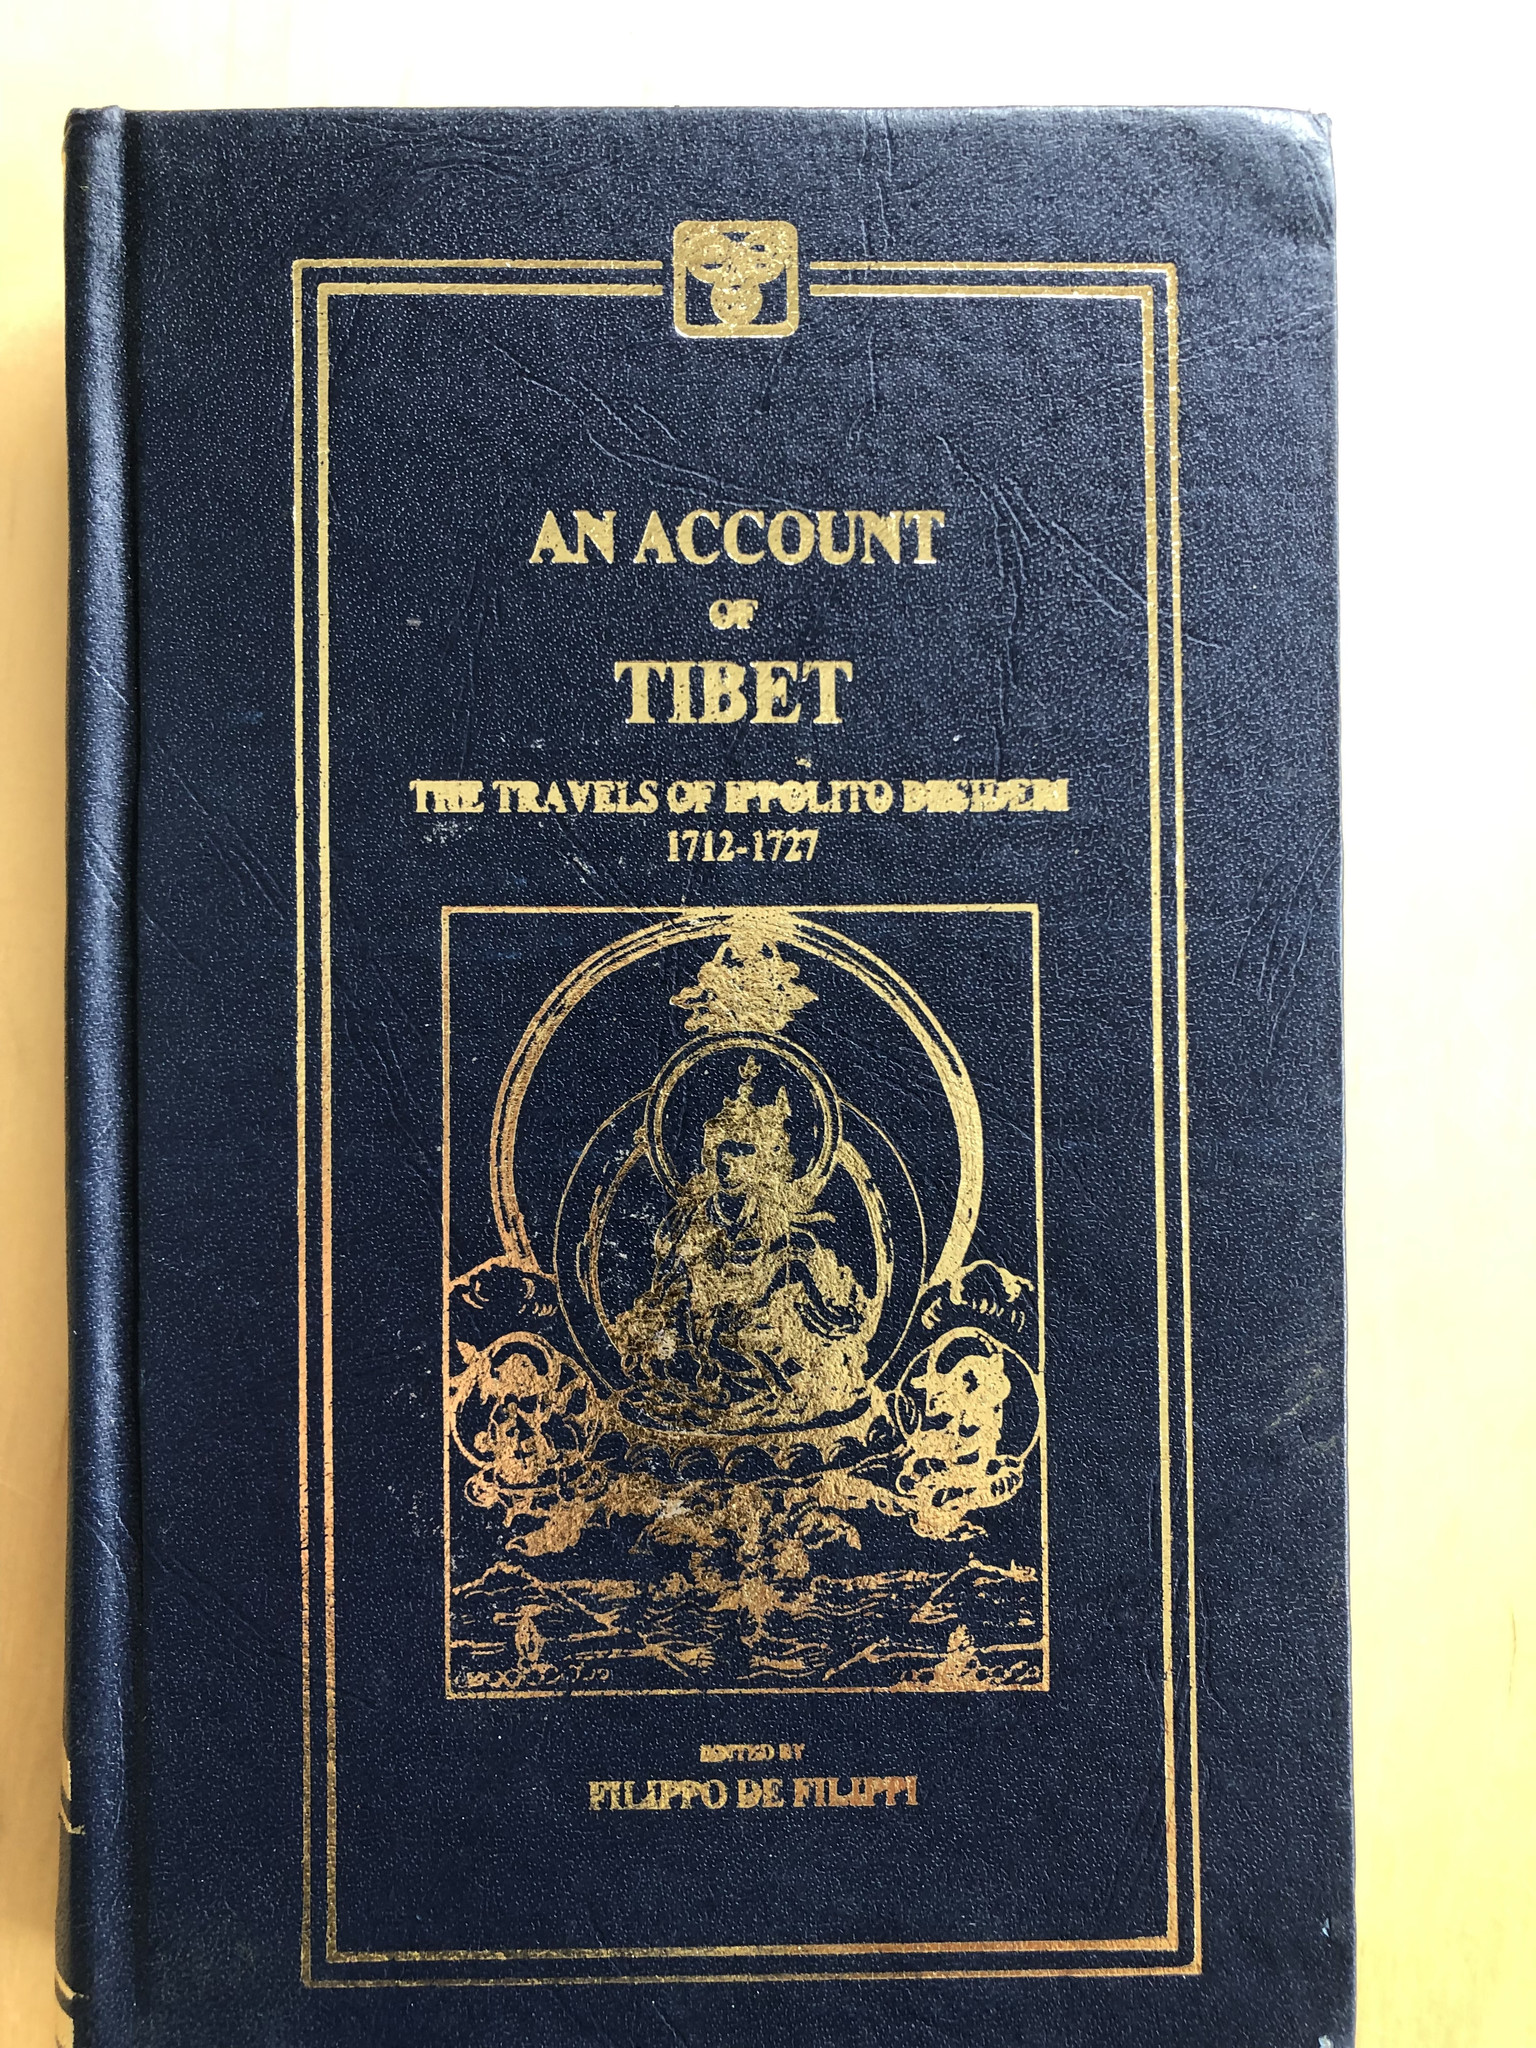 AN ACCOUNT
OF
TIBET
THE TRAVELS OF IPPOLITO DESIDERI
1712-1727
EDITED BY
FILIPPO DE FILIPPI